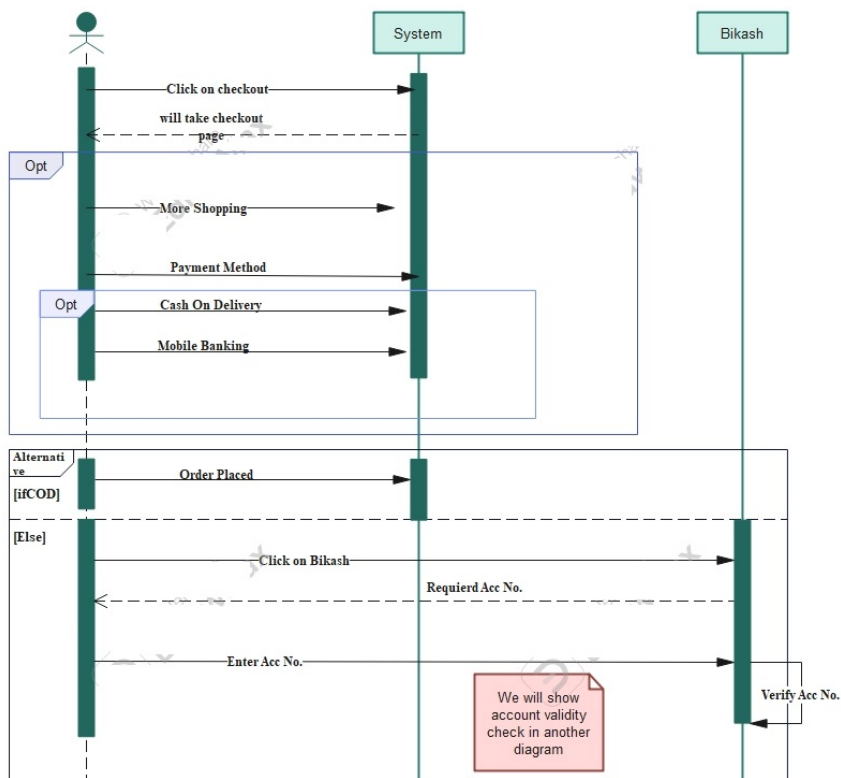 System
Bikash
Click on checkout
will take checkout
page
Opt
More Shopping
Payment Method
Opt
Cash On Delivery
Mobile Banking
Alternati
ve
Order Placed
[ifCOD]
[Else]
Click on Bikash
Requierd Acc No.
Enter Acc No.
We will show
account validity
check in another
diagram
Verify Acc No.